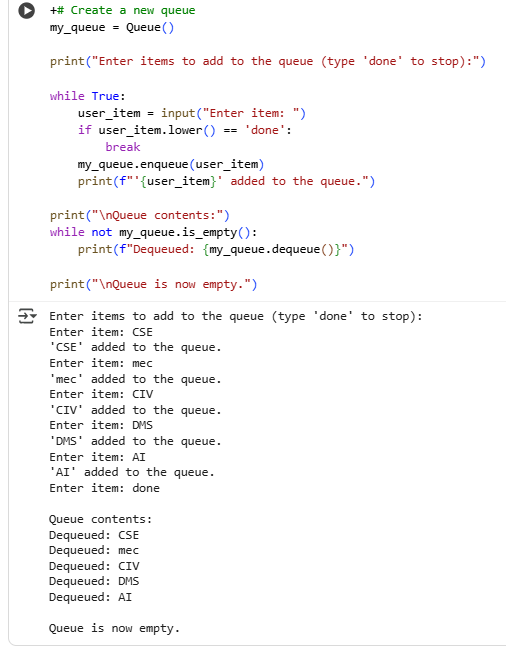 +# Create a new queue
my_queue = Queue()

print("Enter items to add to the queue (type 'done' to stop):")

while True:
    user_item = input("Enter item: ")
    if user_item.lower() == 'done':
        break
    my_queue.enqueue(user_item)
    print(f"'{user_item}' added to the queue.")

print("\nQueue contents:")
while not my_queue.is_empty():
    print(f"Dequeued: {my_queue.dequeue()}")

print("\nQueue is now empty.")
Enter items to add to the queue (type 'done' to stop):
Enter item: CSE
'CSE' added to the queue.
Enter item: mec
'mec' added to the queue.
Enter item: CIV
'CIV' added to the queue.
Enter item: DMS
'DMS' added to the queue.
Enter item: AI
'AI' added to the queue.
Enter item: done

Queue contents:
Dequeued: CSE
Dequeued: mec
Dequeued: CIV
Dequeued: DMS
Dequeued: AI

Queue is now empty.